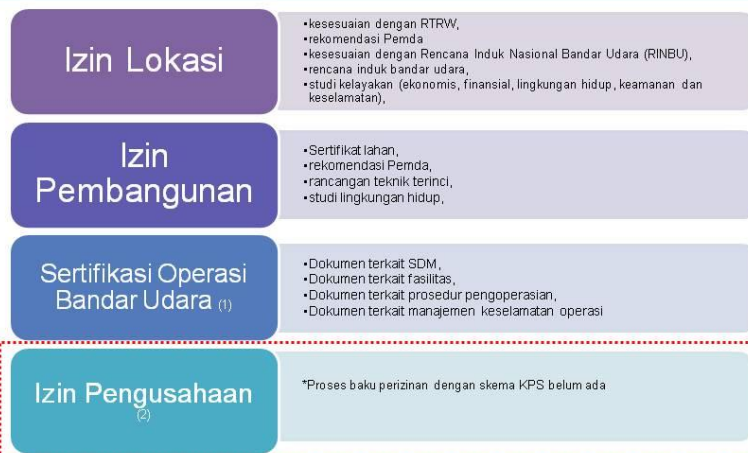 Izin Lokasi
•kesesuaian dengan RTRW,
•rekomendasi Pemda
•kesesuaian dengan Rencana Induk Nasional Bandar Udara (RINBU),
•rencana induk bandar udara,
•studi kelayakan (ekonomis, finansial, lingkungan hidup, keamanan dan
keselamatan),
Izin
Pembangunan
•Sertifikat lahan,
•rekomendasi Pemda,
•rancangan teknik terinci,
•studi lingkungan hidup,
Sertifikasi Operasi
Bandar Udara (1)
•Dokumen terkait SDM,
•Dokumen terkait fasilitas,
•Dokumen terkait prosedur pengoperasian,
•Dokumen terkait manajemen keselamatan operasi
Izin Pengusahaan
(2)
*Proses baku perizinan dengan skema KPS belum ada